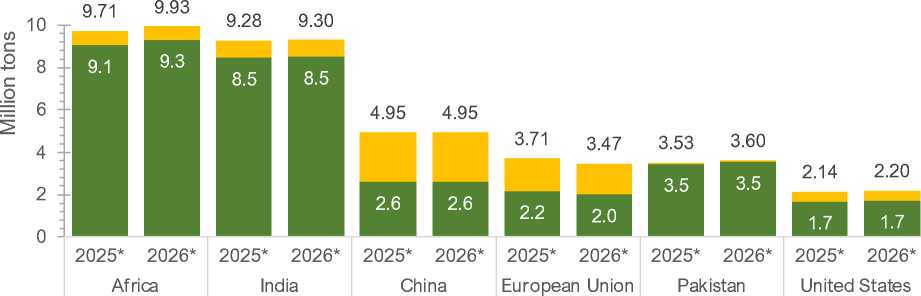 Million tons
10
8
6
4
2
0
9.71 9.93 9.28 9.30 4.95 4.95 3.71 3.47 3.53 3.60 2.14 2.20
9.1 9.3 8.5 8.5 2.6 2.6 2.2 2.0 3.5 3.5 1.7 1.7
2025* 2026* 2025* 2026* 2025* 2026* 2025* 2026* 2025* 2026* 2025* 2026*
Africa India China European Union Pakistan United States